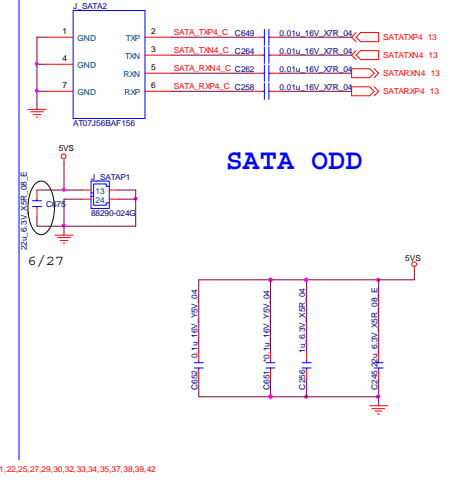 J_SATA2
1 GND TXP 2 SATA_TXP4_C C649 0.01u_16V_X7R_04 SATATXP4 13
TXN 3 SATA_TXN4_C C264 0.01u_16V_X7R_04 SATATXN4 13
4 GND
RXN 5 SATA_RXN4_C C262 0.01u_16V_X7R_04 SATARXN4 13
7 GND RXP 6 SATA_RXP4_C C258 0.01u_16V_X7R_04 SATARXP4 13
AT07J56BAF156
5VS
SATA ODD
J_SATAP1
13
24
88290-024G
C675
22u_6.3V_X5R_08_E
6/27
5VS
C652 0.1u_16V_Y5V_04
C651 *0.1u_16V_Y5V_04
C256 1u_6.3V_X5R_04
C245 22u_6.3V_X5R_08_E
1,22,25,27,29,30,32,33,34,35,37,38,39,42